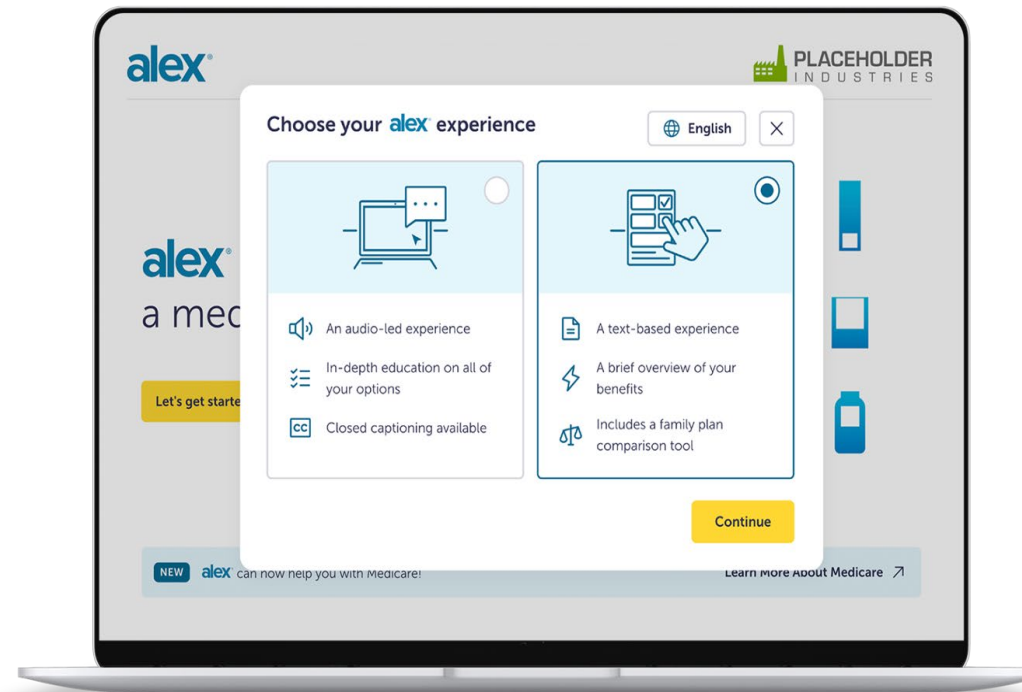 alex®
PLACEHOLDER
INDUSTRIES
Choose your alex® experience
English
An audio-led experience
In-depth education on all of
your options
CC
Closed captioning available
A text-based experience
A brief overview of your
benefits
Includes a family plan
comparison tool
Continue
alex®
a med
Let's get starte
NEW alex® can now help you with Medicare!
Learn More About Medicare